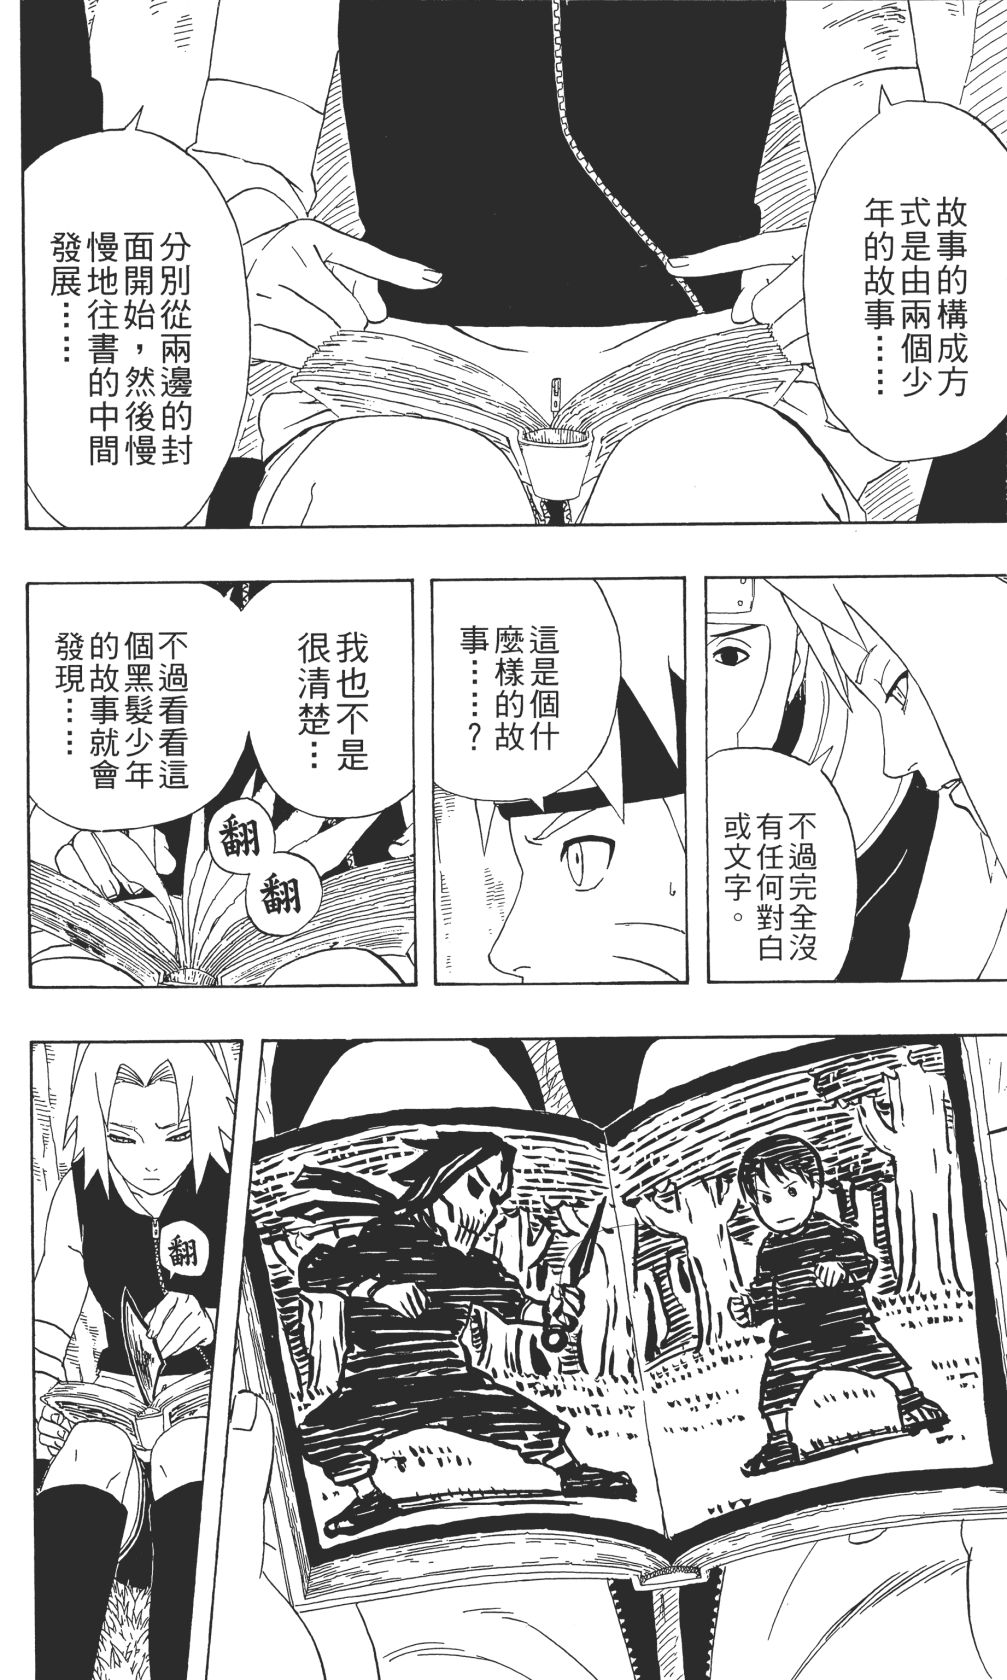 故事的構成方
式是由兩個少
年的故事……
分別從兩邊的封
面開始，然後慢
慢地往書的中間
發展……
不過完全沒
有任何對白
或文字。
這是個什
麼樣的故
事……？
我也不是
很清楚…
不過看看這
個黑髮少年
的故事就會
發現……
翻
翻
翻